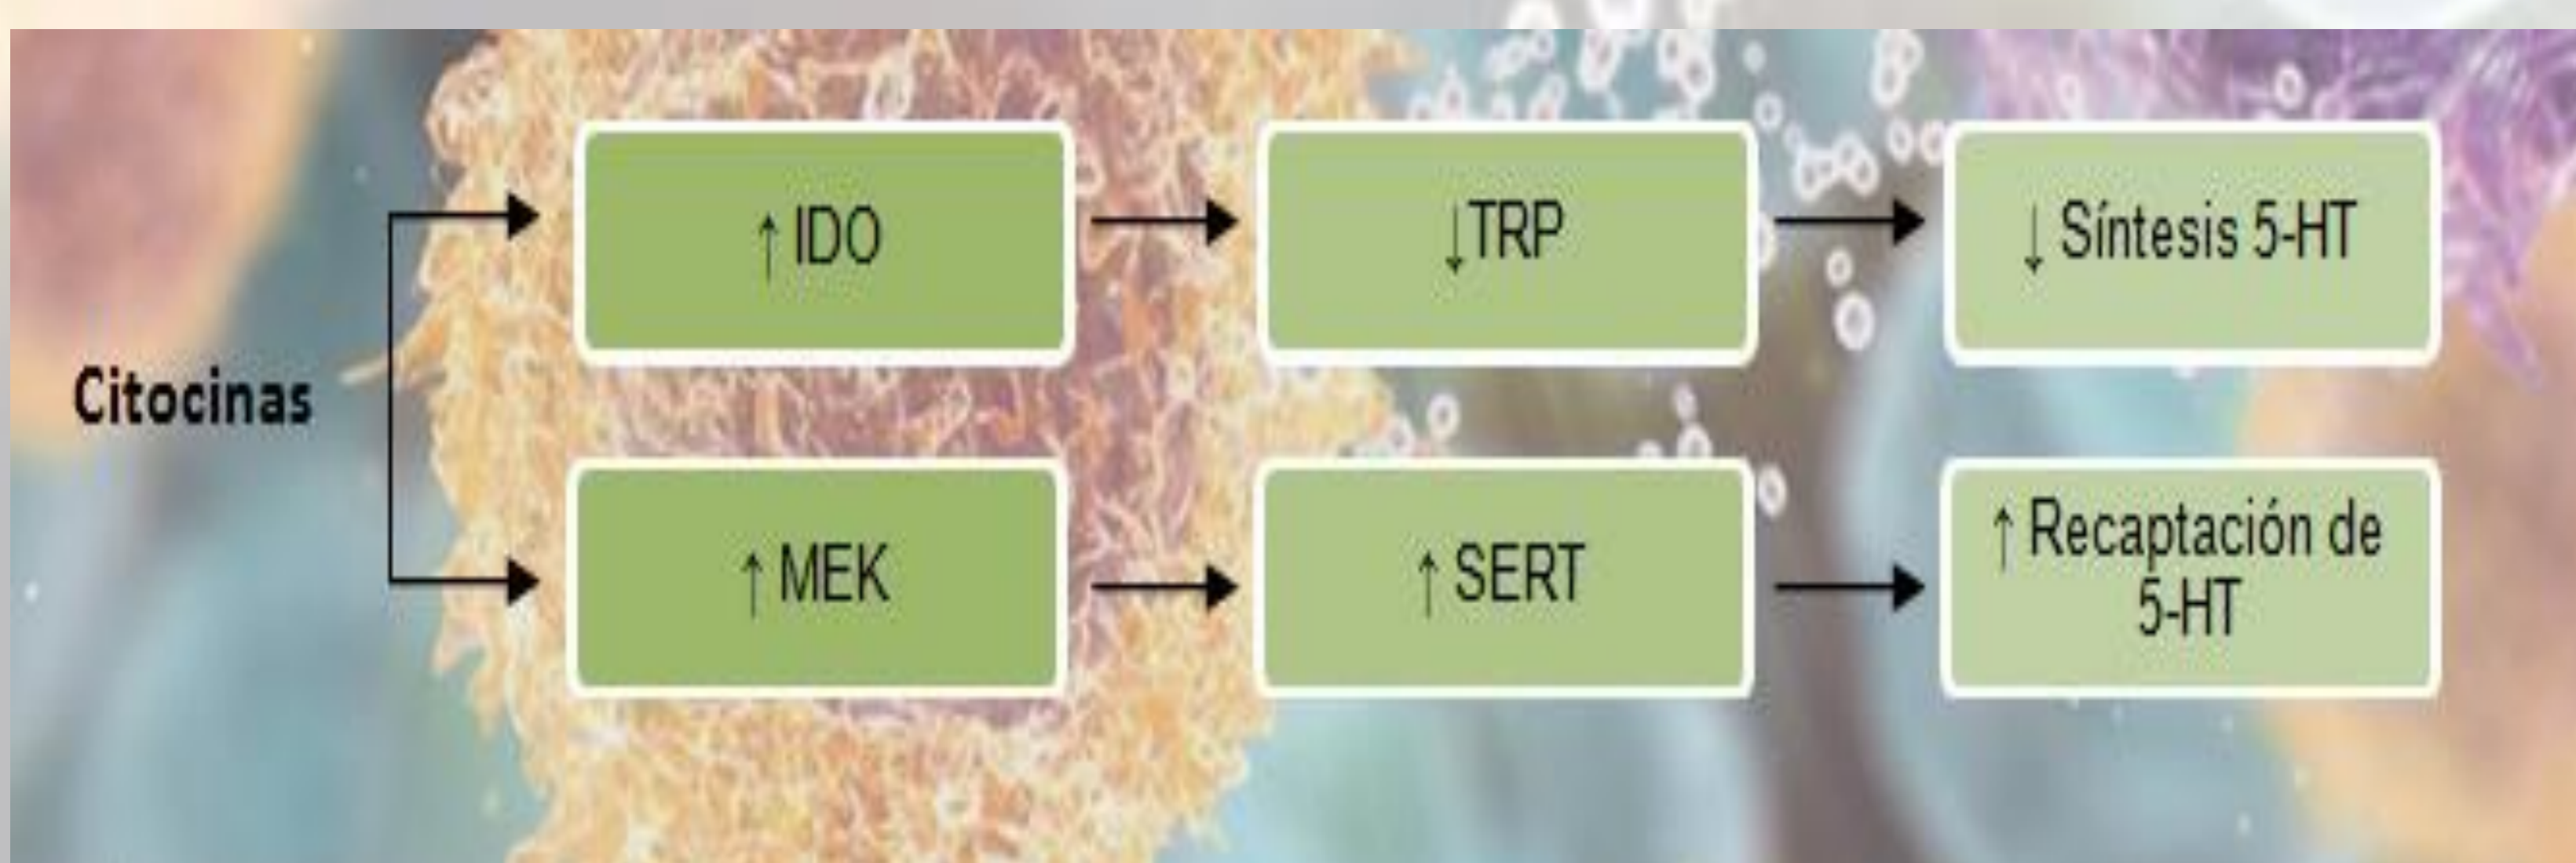 ↑ IDO
↓TRP
↓ Síntesis 5-HT
Citocinas
↑ MEK
↑ SERT
↑ Recaptación de
5-HT